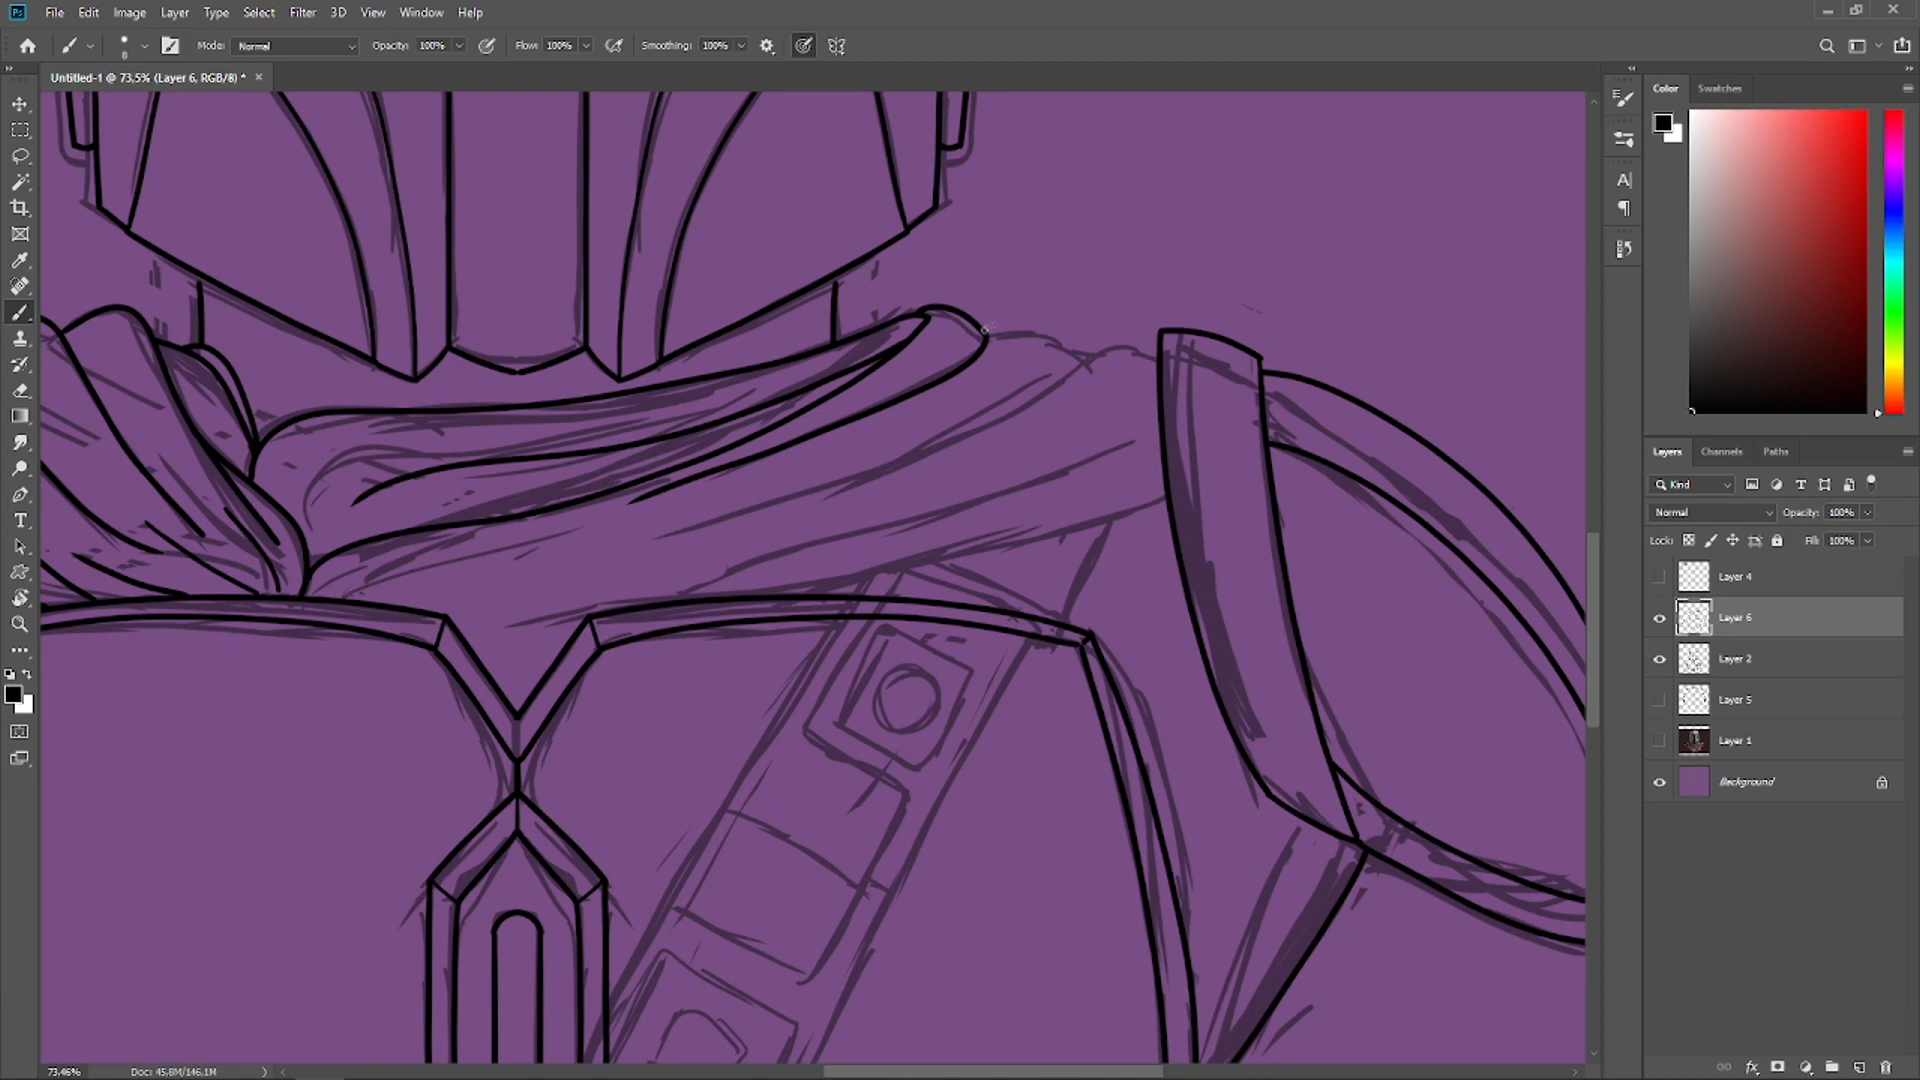 Ps File Edit Image Layer Type Select Filter 3D View Window Help
8 Mode: Normal Opacity: 100% Flow: 100% Smoothing: 100%
Untitled-1 @ 73,5% (Layer 6, RGB/8) * ×
Color Swatches
Layers Channels Paths
Kind
Normal Opacity: 100%
Lock: Fill: 100%
Layer 4
Layer 6
Layer 2
Layer 5
Layer 1
Background
73,46% Doc: 45,8M/146,1M